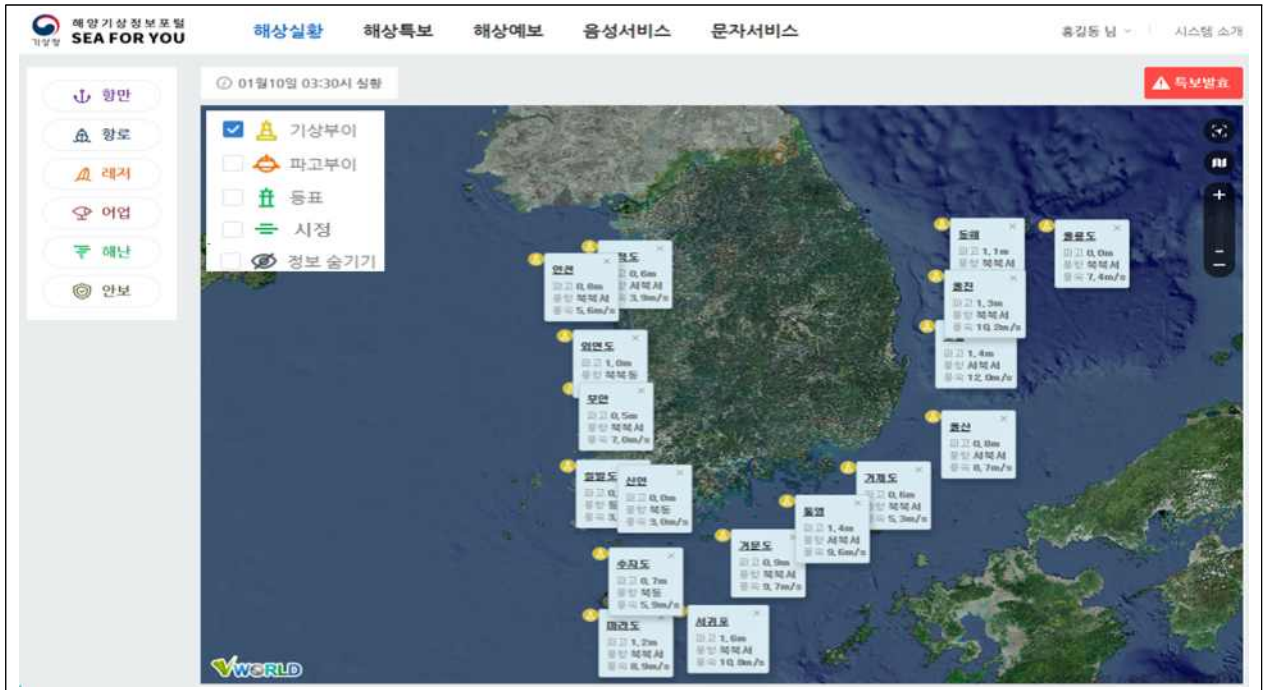 기상청
해양기상정보포털
SEA FOR YOU
해상실황 해상특보 해상예보 음성서비스 문자서비스
홍길동 님
시스템 소개
항만
항로
레저
어업
해난
안보
01월10일 03:30시 실황
특보발효
기상부이
파고부이
등표
시정
정보 숨기기
동해
파고 1,1m
풍향 북북서
울릉도
파고 0,0m
풍향 북북서
풍속 7,4m/s
인천
파고 0,8m
풍향 북북서
풍속 5,6m/s
파고 0,6m
풍향 서북서
풍속 3,9m/s
울진
파고 1,3m
풍향 북북서
풍속 10,2m/s
파고 1,4m
풍향 서북서
풍속 12,0m/s
외연도
파고 1,0m
풍향 북북동
부안
파고 0,5m
풍향 북북서
풍속 7,0m/s
울산
파고 0,8m
풍향 서북서
풍속 8,7m/s
칠발도
신안
파고 0,0m
풍향 북동
풍속 3,0m/s
거제도
파고 0,6m
풍향 북북서
풍속 5,3m/s
통영
파고 1,4m
풍향 서북서
풍속 9,6m/s
거문도
파고 0,9m
풍향 북북서
풍속 9,7m/s
추자도
파고 0,7m
풍향 북동
풍속 5,9m/s
마라도
파고 1,2m
풍향 북북서
풍속 8,9m/s
서귀포
파고 1,6m
풍향 북북서
풍속 10,0m/s
VWORLD